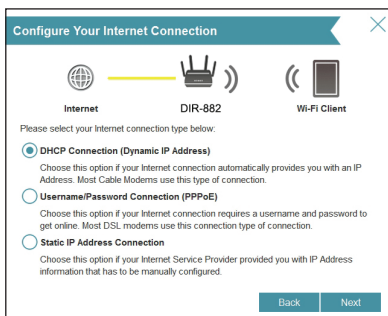 Configure Your Internet Connection
Internet DIR-882 Wi-Fi Client
Please select your Internet connection type below:
DHCP Connection (Dynamic IP Address)
Choose this option if your Internet connection automatically provides you with an IP
Address. Most Cable Modems use this type of connection.
Username/Password Connection (PPPoE)
Choose this option if your Internet connection requires a username and password to
get online. Most DSL modems use this connection type of connection.
Static IP Address Connection
Choose this option if your Internet Service Provider provided you with IP Address
information that has to be manually configured.
Back Next